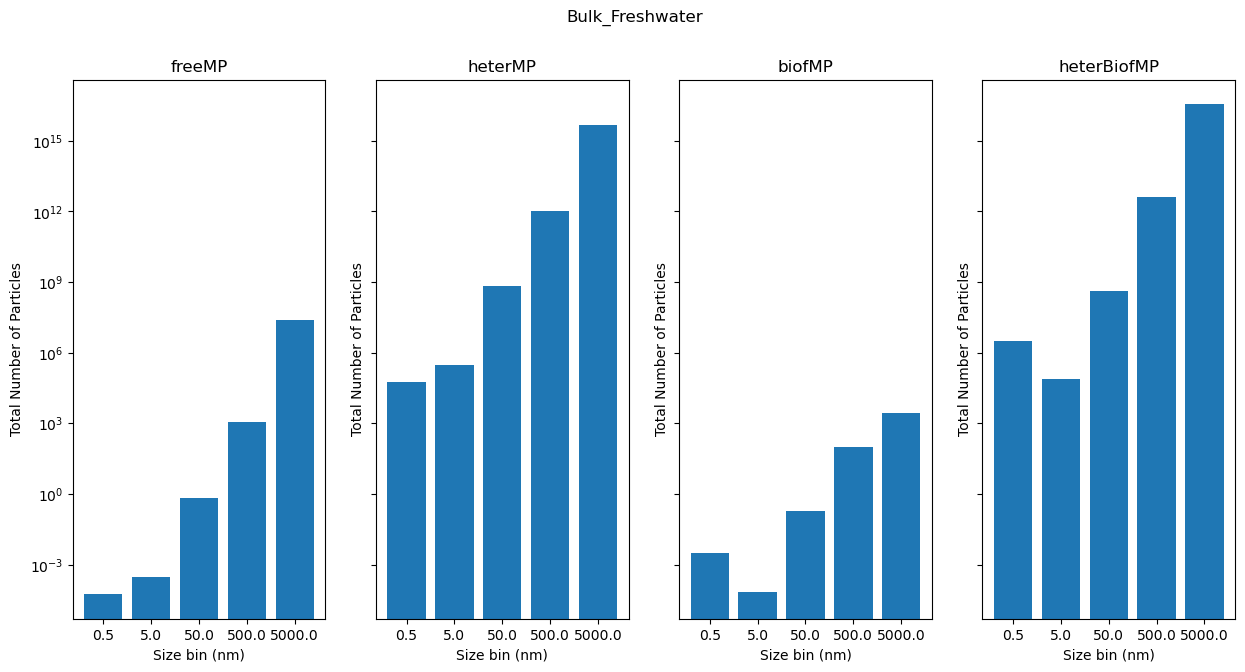 Bulk_Freshwater
freeMP
heterMP
biofMP
heterBiofMP
Total Number of Particles
10^15
10^12
10^9
10^6
10^3
10^0
10^-3
0.5 5.0 50.0 500.0 5000.0
Size bin (nm)
Total Number of Particles
0.5 5.0 50.0 500.0 5000.0
Size bin (nm)
Total Number of Particles
0.5 5.0 50.0 500.0 5000.0
Size bin (nm)
Total Number of Particles
0.5 5.0 50.0 500.0 5000.0
Size bin (nm)